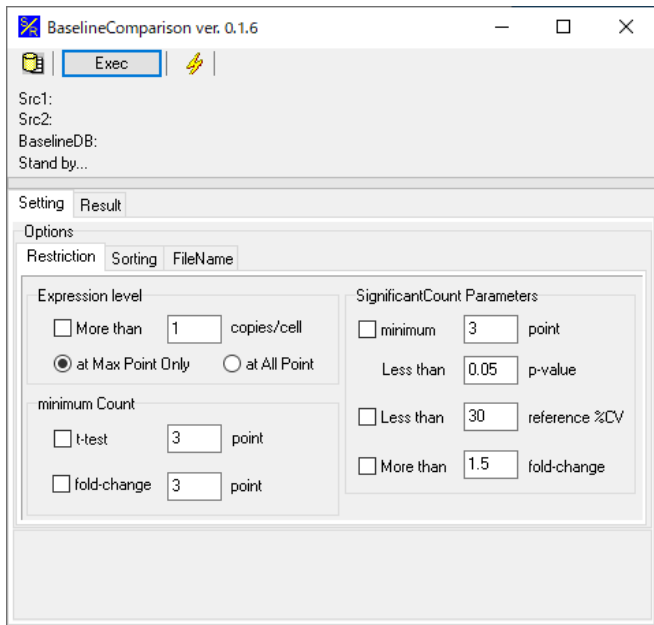 BaselineComparison ver. 0.1.6
Exec
Src1:
Src2:
BaselineDB:
Stand by...
Setting Result
Options
Restriction Sorting FileName
Expression level
More than 1 copies/cell
at Max Point Only at All Point
minimum Count
t-test 3 point
fold-change 3 point
SignificantCount Parameters
minimum 3 point
Less than 0.05 p-value
Less than 30 reference %CV
More than 1.5 fold-change